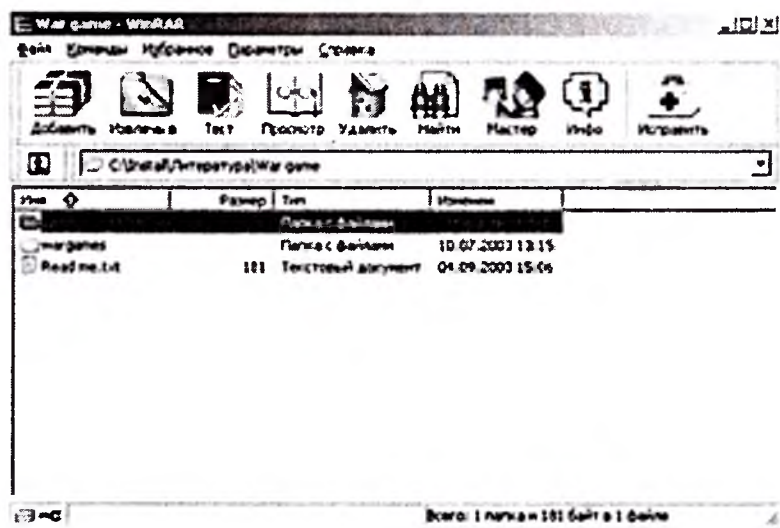 War game - WinRAR
Файл Команды Избранное Параметры Справка
Добавить Извлечь в Тест Просмотр Удалить Найти Мастер Инфо Исправить
C:\Install\Литература\War game
Имя Размер Тип Изменен
Папка с файлами
wargames Папка с файлами 10.07.2003 13:15
Read me.txt 181 Текстовый документ 04.09.2003 15:06
Всего: 1 папка и 181 байт в 1 файле